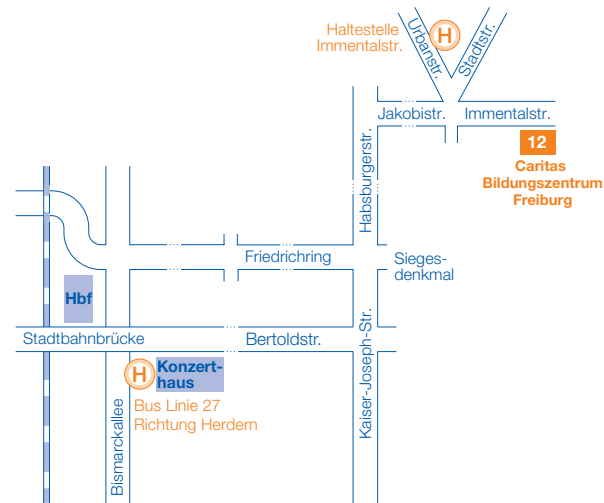 Haltestelle
Immentalstr.
H
Urbanstr.
Stadtstr.
Jakobistr.
Immentalstr.
12
Caritas
Bildungszentrum
Freiburg
Habsburgerstr.
Friedrichring
Sieges-
denkmal
Hbf
Stadtbahnbrücke
Bertoldstr.
Kaiser-Joseph-Str.
H
Konzert-
haus
Bus Linie 27
Richtung Herdern
Bismarckallee